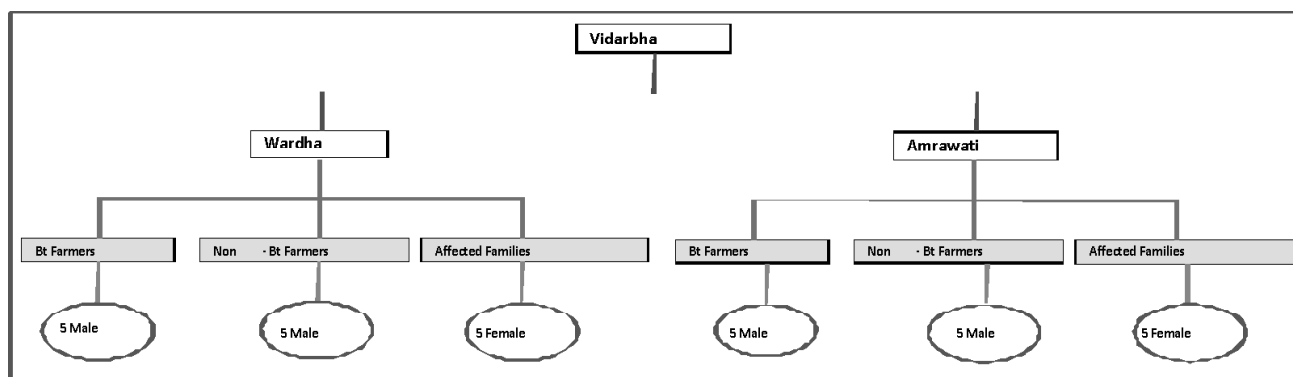 Vidarbha
Wardha
Amrawati
Bt Farmers
Non - Bt Farmers
Affected Families
Bt Farmers
Non - Bt Farmers
Affected Families
5 Male
5 Male
5 Female
5 Male
5 Male
5 Female